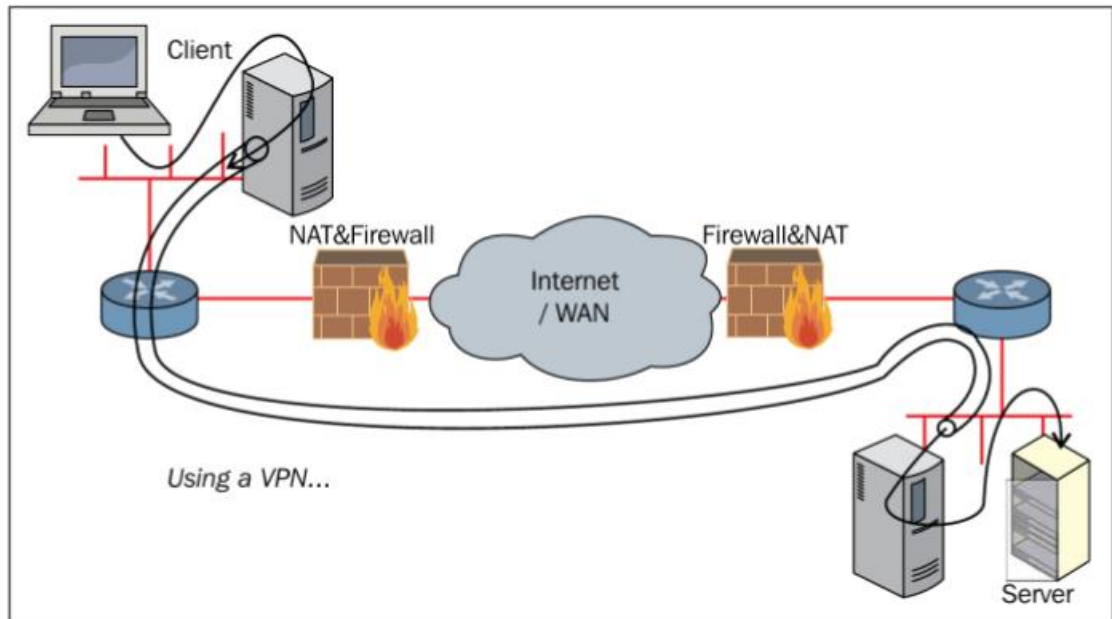 Client
NAT&Firewall
Firewall&NAT
Internet
/ WAN
Using a VPN...
Server